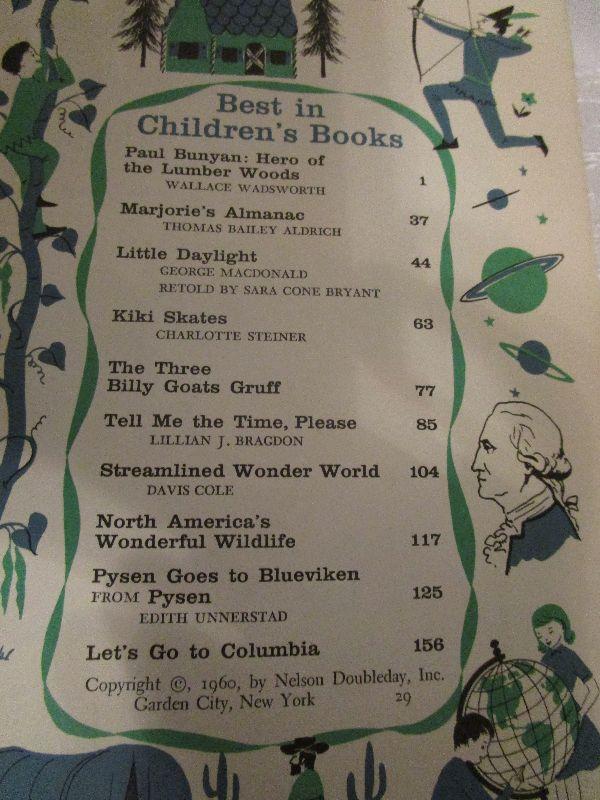 Best in
Children's Books
Paul Bunyan: Hero of
the Lumber Woods
WALLACE WADSWORTH 1
Marjorie's Almanac 37
THOMAS BAILEY ALDRICH
Little Daylight 44
GEORGE MACDONALD
RETOLD BY SARA CONE BRYANT
Kiki Skates 63
CHARLOTTE STEINER
The Three
Billy Goats Gruff 77
Tell Me the Time, Please 85
LILLIAN J. BRAGDON
Streamlined Wonder World 104
DAVIS COLE
North America's
Wonderful Wildlife 117
Pysen Goes to Blueviken
FROM Pysen 125
EDITH UNNERSTAD
Let's Go to Columbia 156
Copyright ©, 1960, by Nelson Doubleday, Inc.
Garden City, New York 29